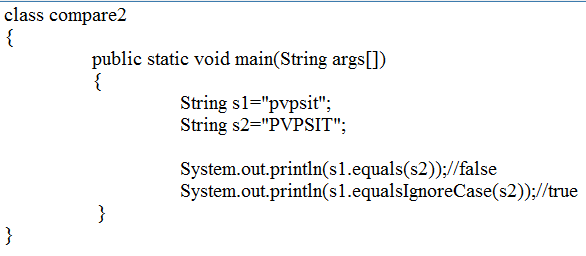 class compare2
{
public static void main(String args[])
{
String s1="pvpsit";
String s2="PVPSIT";
System.out.println(s1.equals(s2));//false
System.out.println(s1.equalsIgnoreCase(s2));//true
}
}